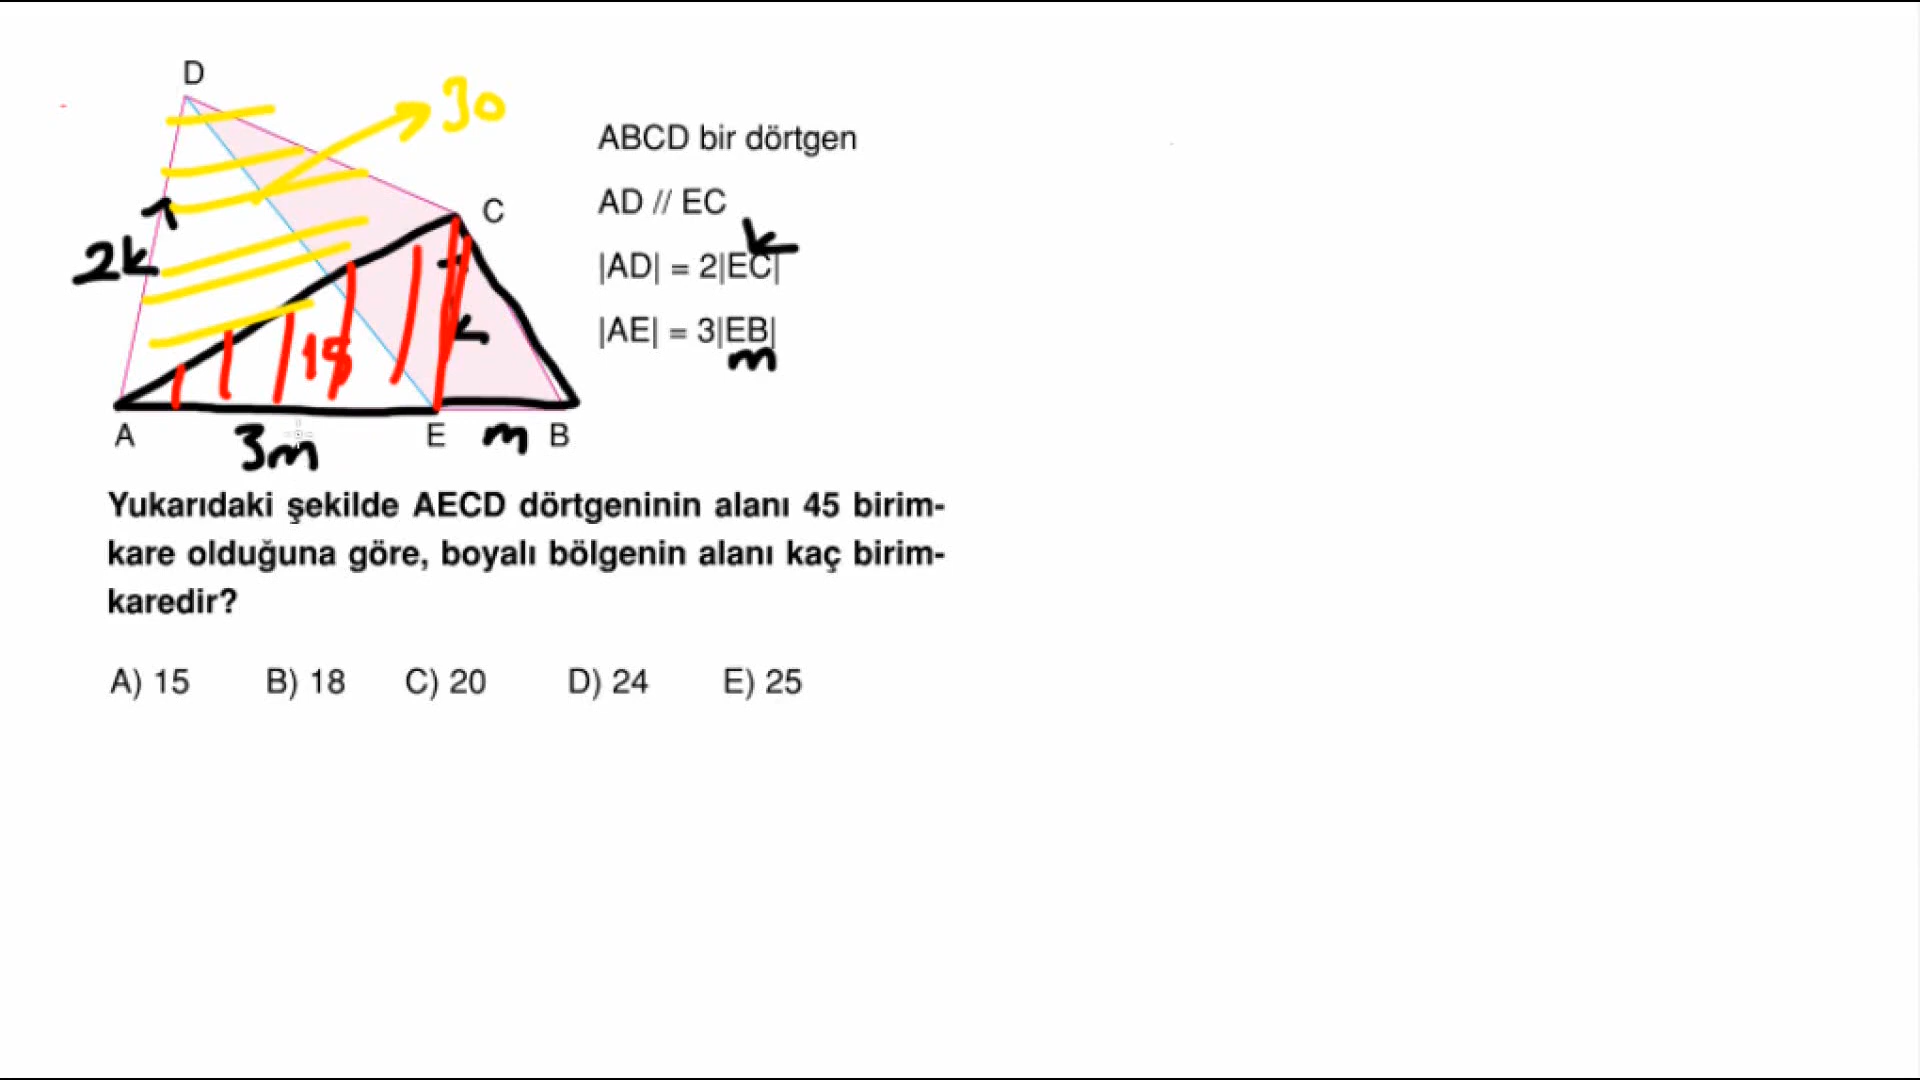 D
30
ABCD bir dörtgen
C
AD // EC
k
2k
|AD| = 2|EC|
k
|AE| = 3|EB|
m
A
3m
E
m
B
Yukarıdaki şekilde AECD dörtgeninin alanı 45 birim-
kare olduğuna göre, boyalı bölgenin alanı kaç birim-
karedir?
A) 15 B) 18 C) 20 D) 24 E) 25